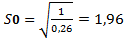 S0 = √(1/0,26) = 1,96